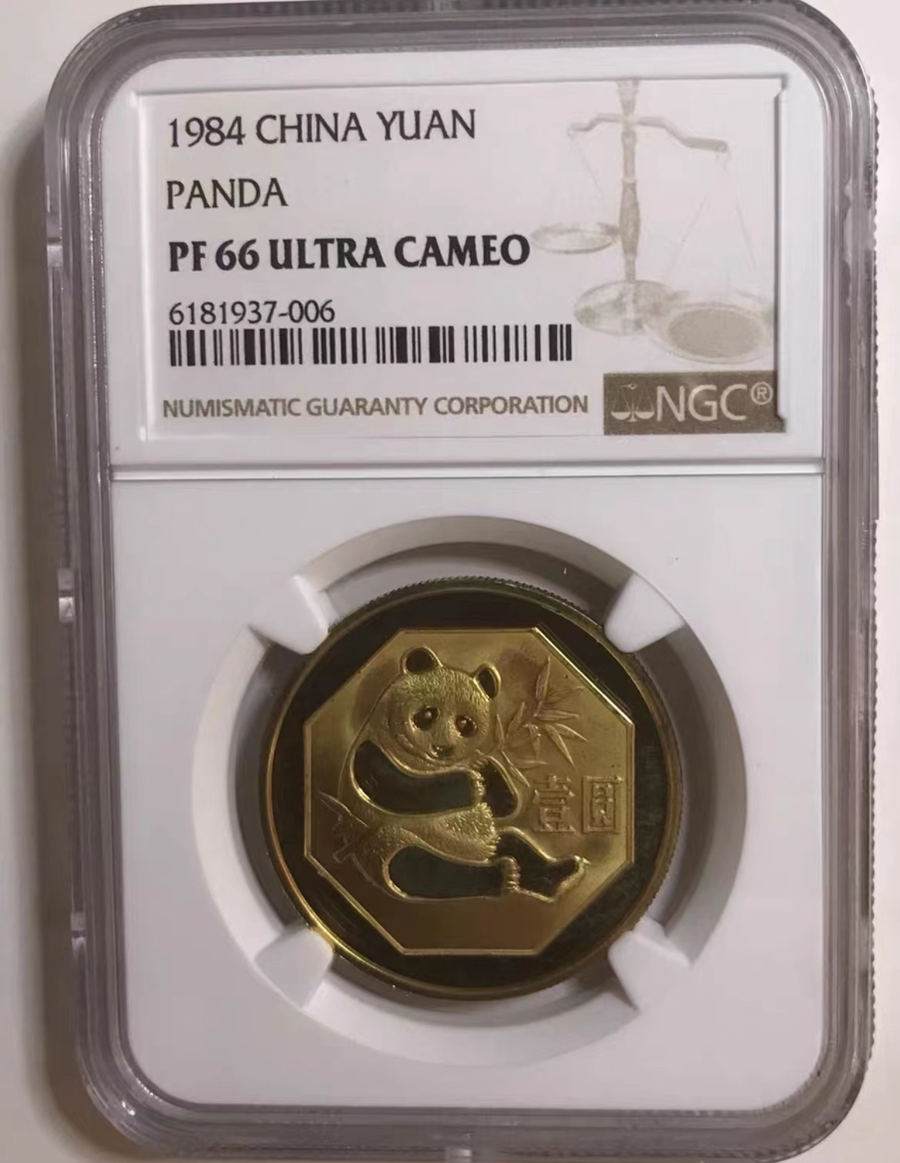 1984 CHINA YUAN
PANDA
PF 66 ULTRA CAMEO
6181937-006
NUMISMATIC GUARANTY CORPORATION NGC®
壹圆